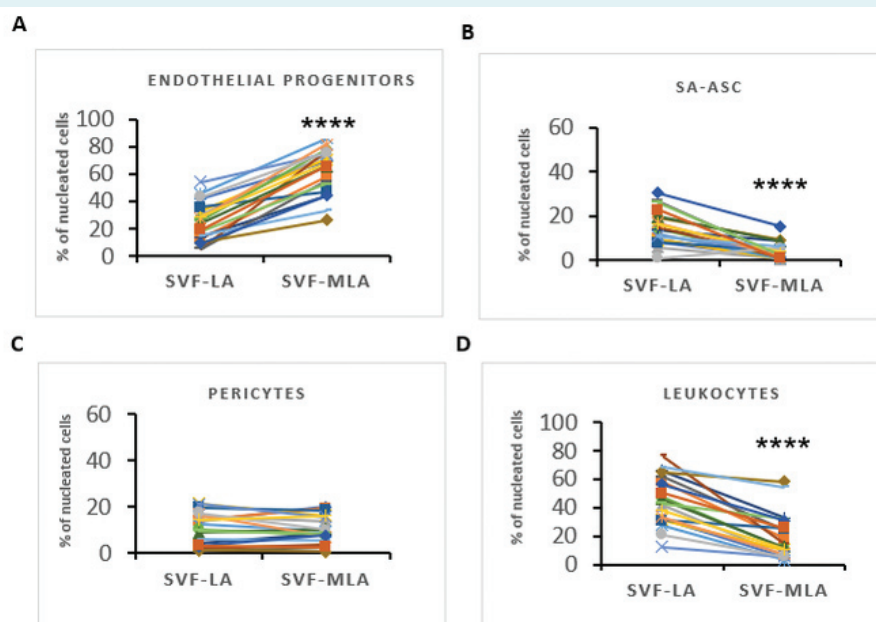 A
ENDOTHELIAL PROGENITORS
% of nucleated cells
100
80
60
40
20
0
****
SVF-LA SVF-MLA
B
SA-ASC
% of nucleated cells
60
40
20
0
****
SVF-LA SVF-MLA
C
PERICYTES
% of nucleated cells
60
40
20
0
SVF-LA SVF-MLA
D
LEUKOCYTES
% of nucleated cells
100
80
60
40
20
0
****
SVF-LA SVF-MLA